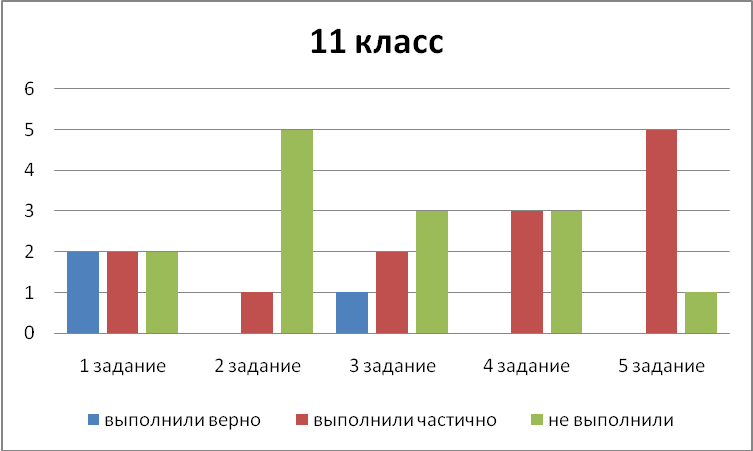 11 класс
6
5
4
3
2
1
0
1 задание 2 задание 3 задание 4 задание 5 задание
выполнили верно выполнили частично не выполнили